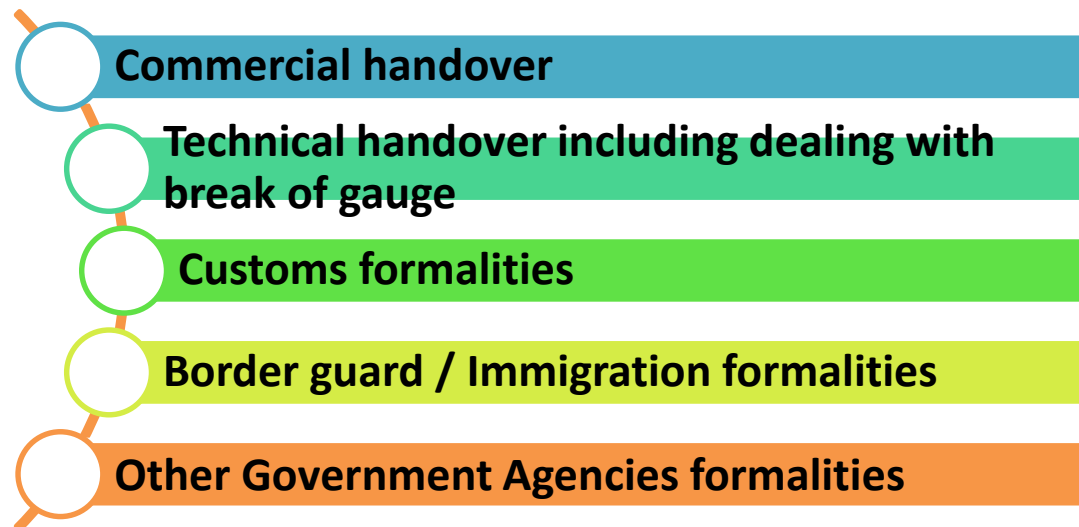 Commercial handover
Technical handover including dealing with
break of gauge
Customs formalities
Border guard / Immigration formalities
Other Government Agencies formalities